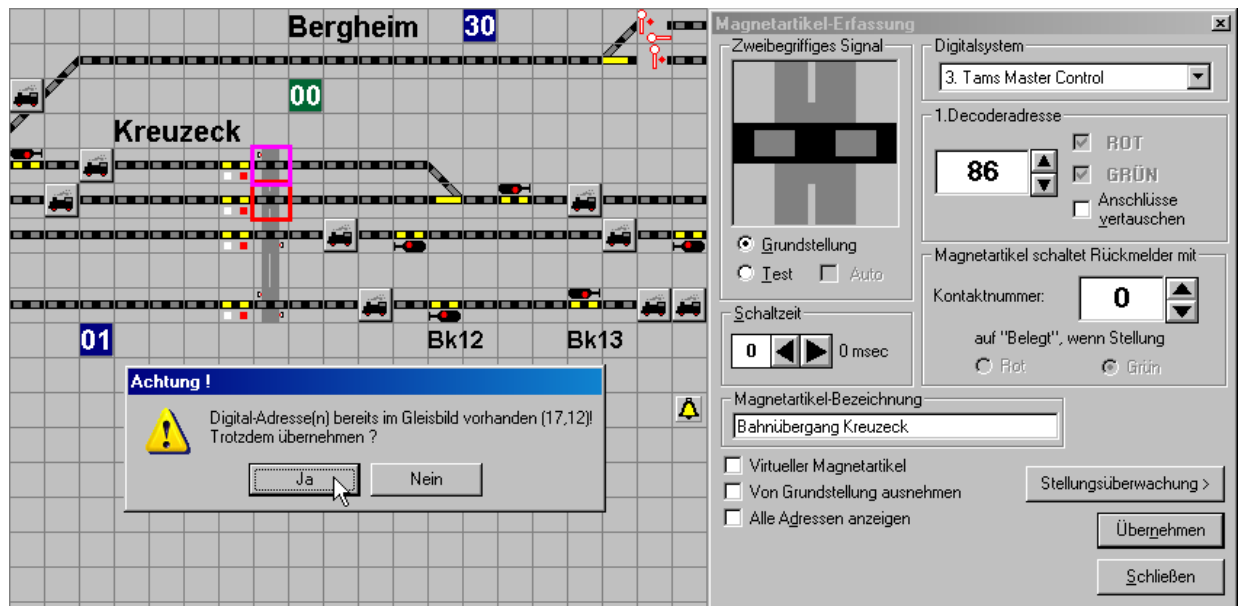 Bergheim
30
00
Kreuzeck
01
Bk12
Bk13
Achtung !
Digital-Adresse(n) bereits im Gleisbild vorhanden (17,12)!
Trotzdem übernehmen ?
Ja
Nein
Magnetartikel-Erfassung
Zweibegriffiges Signal
Grundstellung
Test
Auto
Schaltzeit
0
0 msec
Digitalsystem
3. Tams Master Control
1.Decoderadresse
86
ROT
GRÜN
Anschlüsse
vertauschen
Magnetartikel schaltet Rückmelder mit
Kontaktnummer:
0
auf "Belegt", wenn Stellung
Rot
Grün
Magnetartikel-Bezeichnung
Bahnübergang Kreuzeck
Virtueller Magnetartikel
Von Grundstellung ausnehmen
Alle Adressen anzeigen
Stellungsüberwachung >
Übernehmen
Schließen